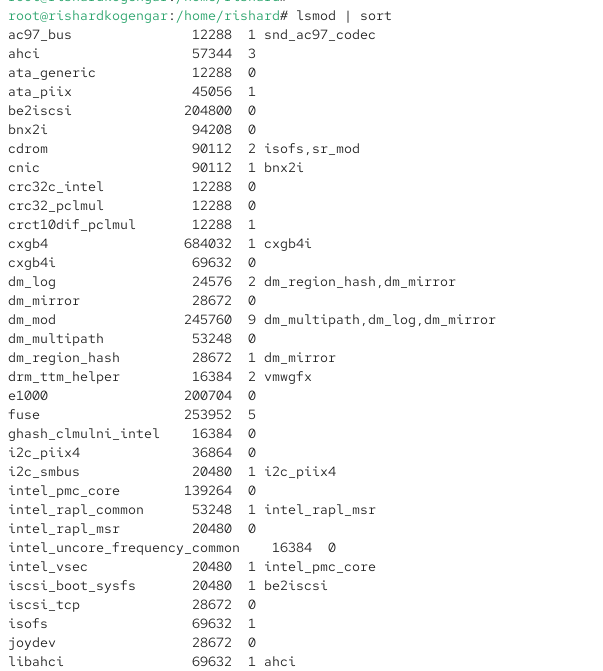 root@rishardkogengar:/home/rishard# lsmod | sort
ac97_bus               12288  1 snd_ac97_codec
ahci                   57344  3
ata_generic            12288  0
ata_piix               45056  1
be2iscsi              204800  0
bnx2i                  94208  0
cdrom                  90112  2 isofs,sr_mod
cnic                   90112  1 bnx2i
crc32c_intel           12288  0
crc32_pclmul           12288  0
crct10dif_pclmul       12288  1
cxgb4                 684032  1 cxgb4i
cxgb4i                 69632  0
dm_log                 24576  2 dm_region_hash,dm_mirror
dm_mirror              28672  0
dm_mod                245760  9 dm_multipath,dm_log,dm_mirror
dm_multipath           53248  0
dm_region_hash         28672  1 dm_mirror
drm_ttm_helper         16384  2 vmwgfx
e1000                 200704  0
fuse                  253952  5
ghash_clmulni_intel    16384  0
i2c_piix4              36864  0
i2c_smbus              20480  1 i2c_piix4
intel_pmc_core        139264  0
intel_rapl_common      53248  1 intel_rapl_msr
intel_rapl_msr         20480  0
intel_uncore_frequency_common    16384  0
intel_vsec             20480  1 intel_pmc_core
iscsi_boot_sysfs       20480  1 be2iscsi
iscsi_tcp              28672  0
isofs                  69632  1
joydev                 28672  0
libahci                69632  1 ahci